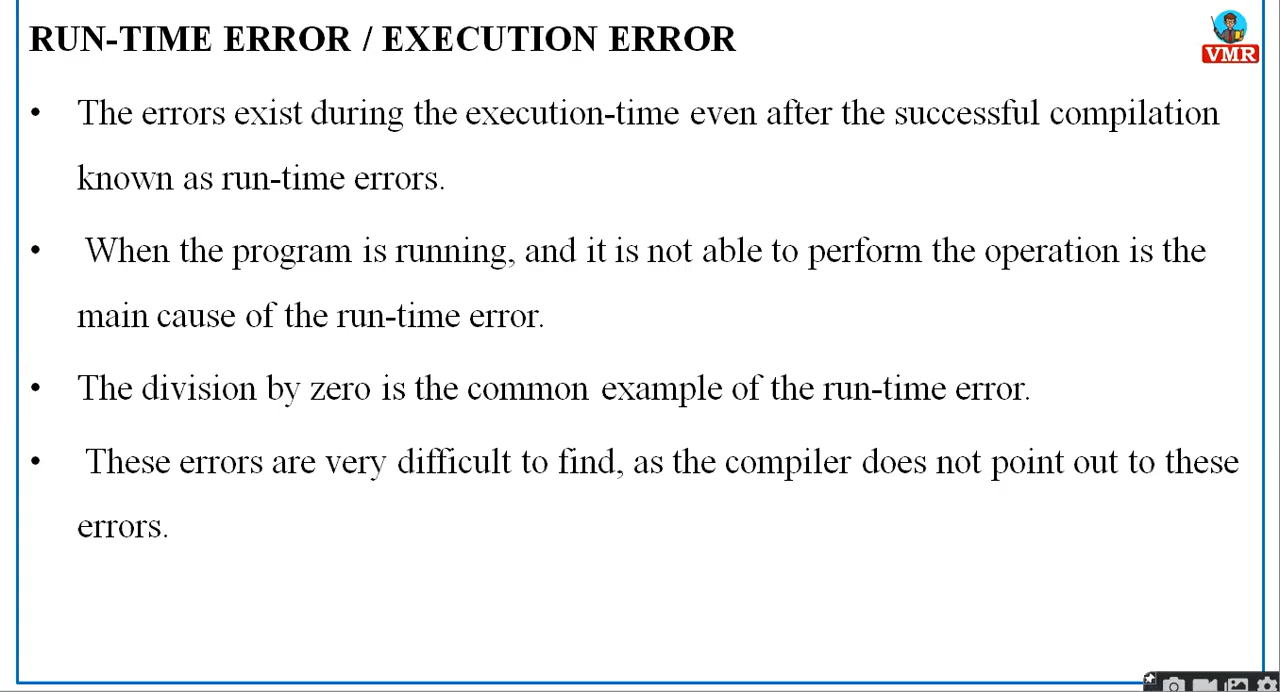 RUN-TIME ERROR / EXECUTION ERROR
VMR
• The errors exist during the execution-time even after the successful compilation
known as run-time errors.
• When the program is running, and it is not able to perform the operation is the
main cause of the run-time error.
• The division by zero is the common example of the run-time error.
• These errors are very difficult to find, as the compiler does not point out to these
errors.